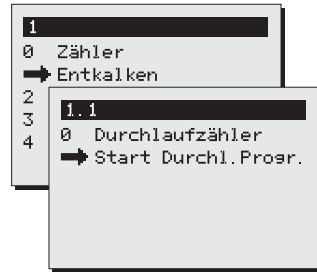 1
0 Zähler
Entkalken
2
3
4
1.1
0 Durchlaufzähler
Start Durchl.Progr.